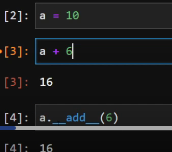 [2]: a = 10
[3]: a + 6
[3]: 16
[4]: a.__add__(6)
[4]: 16